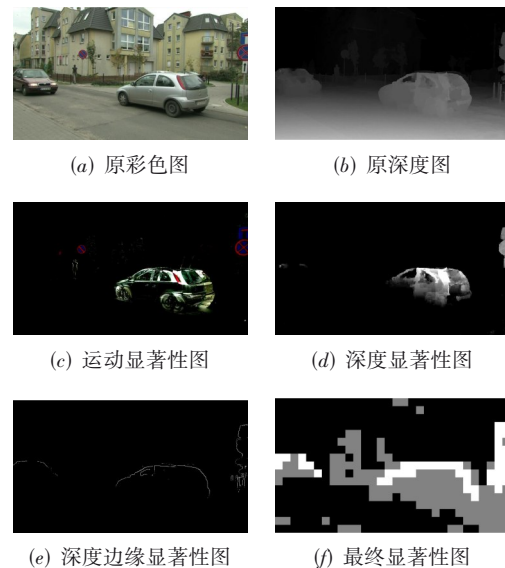 (a) 原彩色图
(b) 原深度图
(c) 运动显著性图
(d) 深度显著性图
(e) 深度边缘显著性图
(f) 最终显著性图